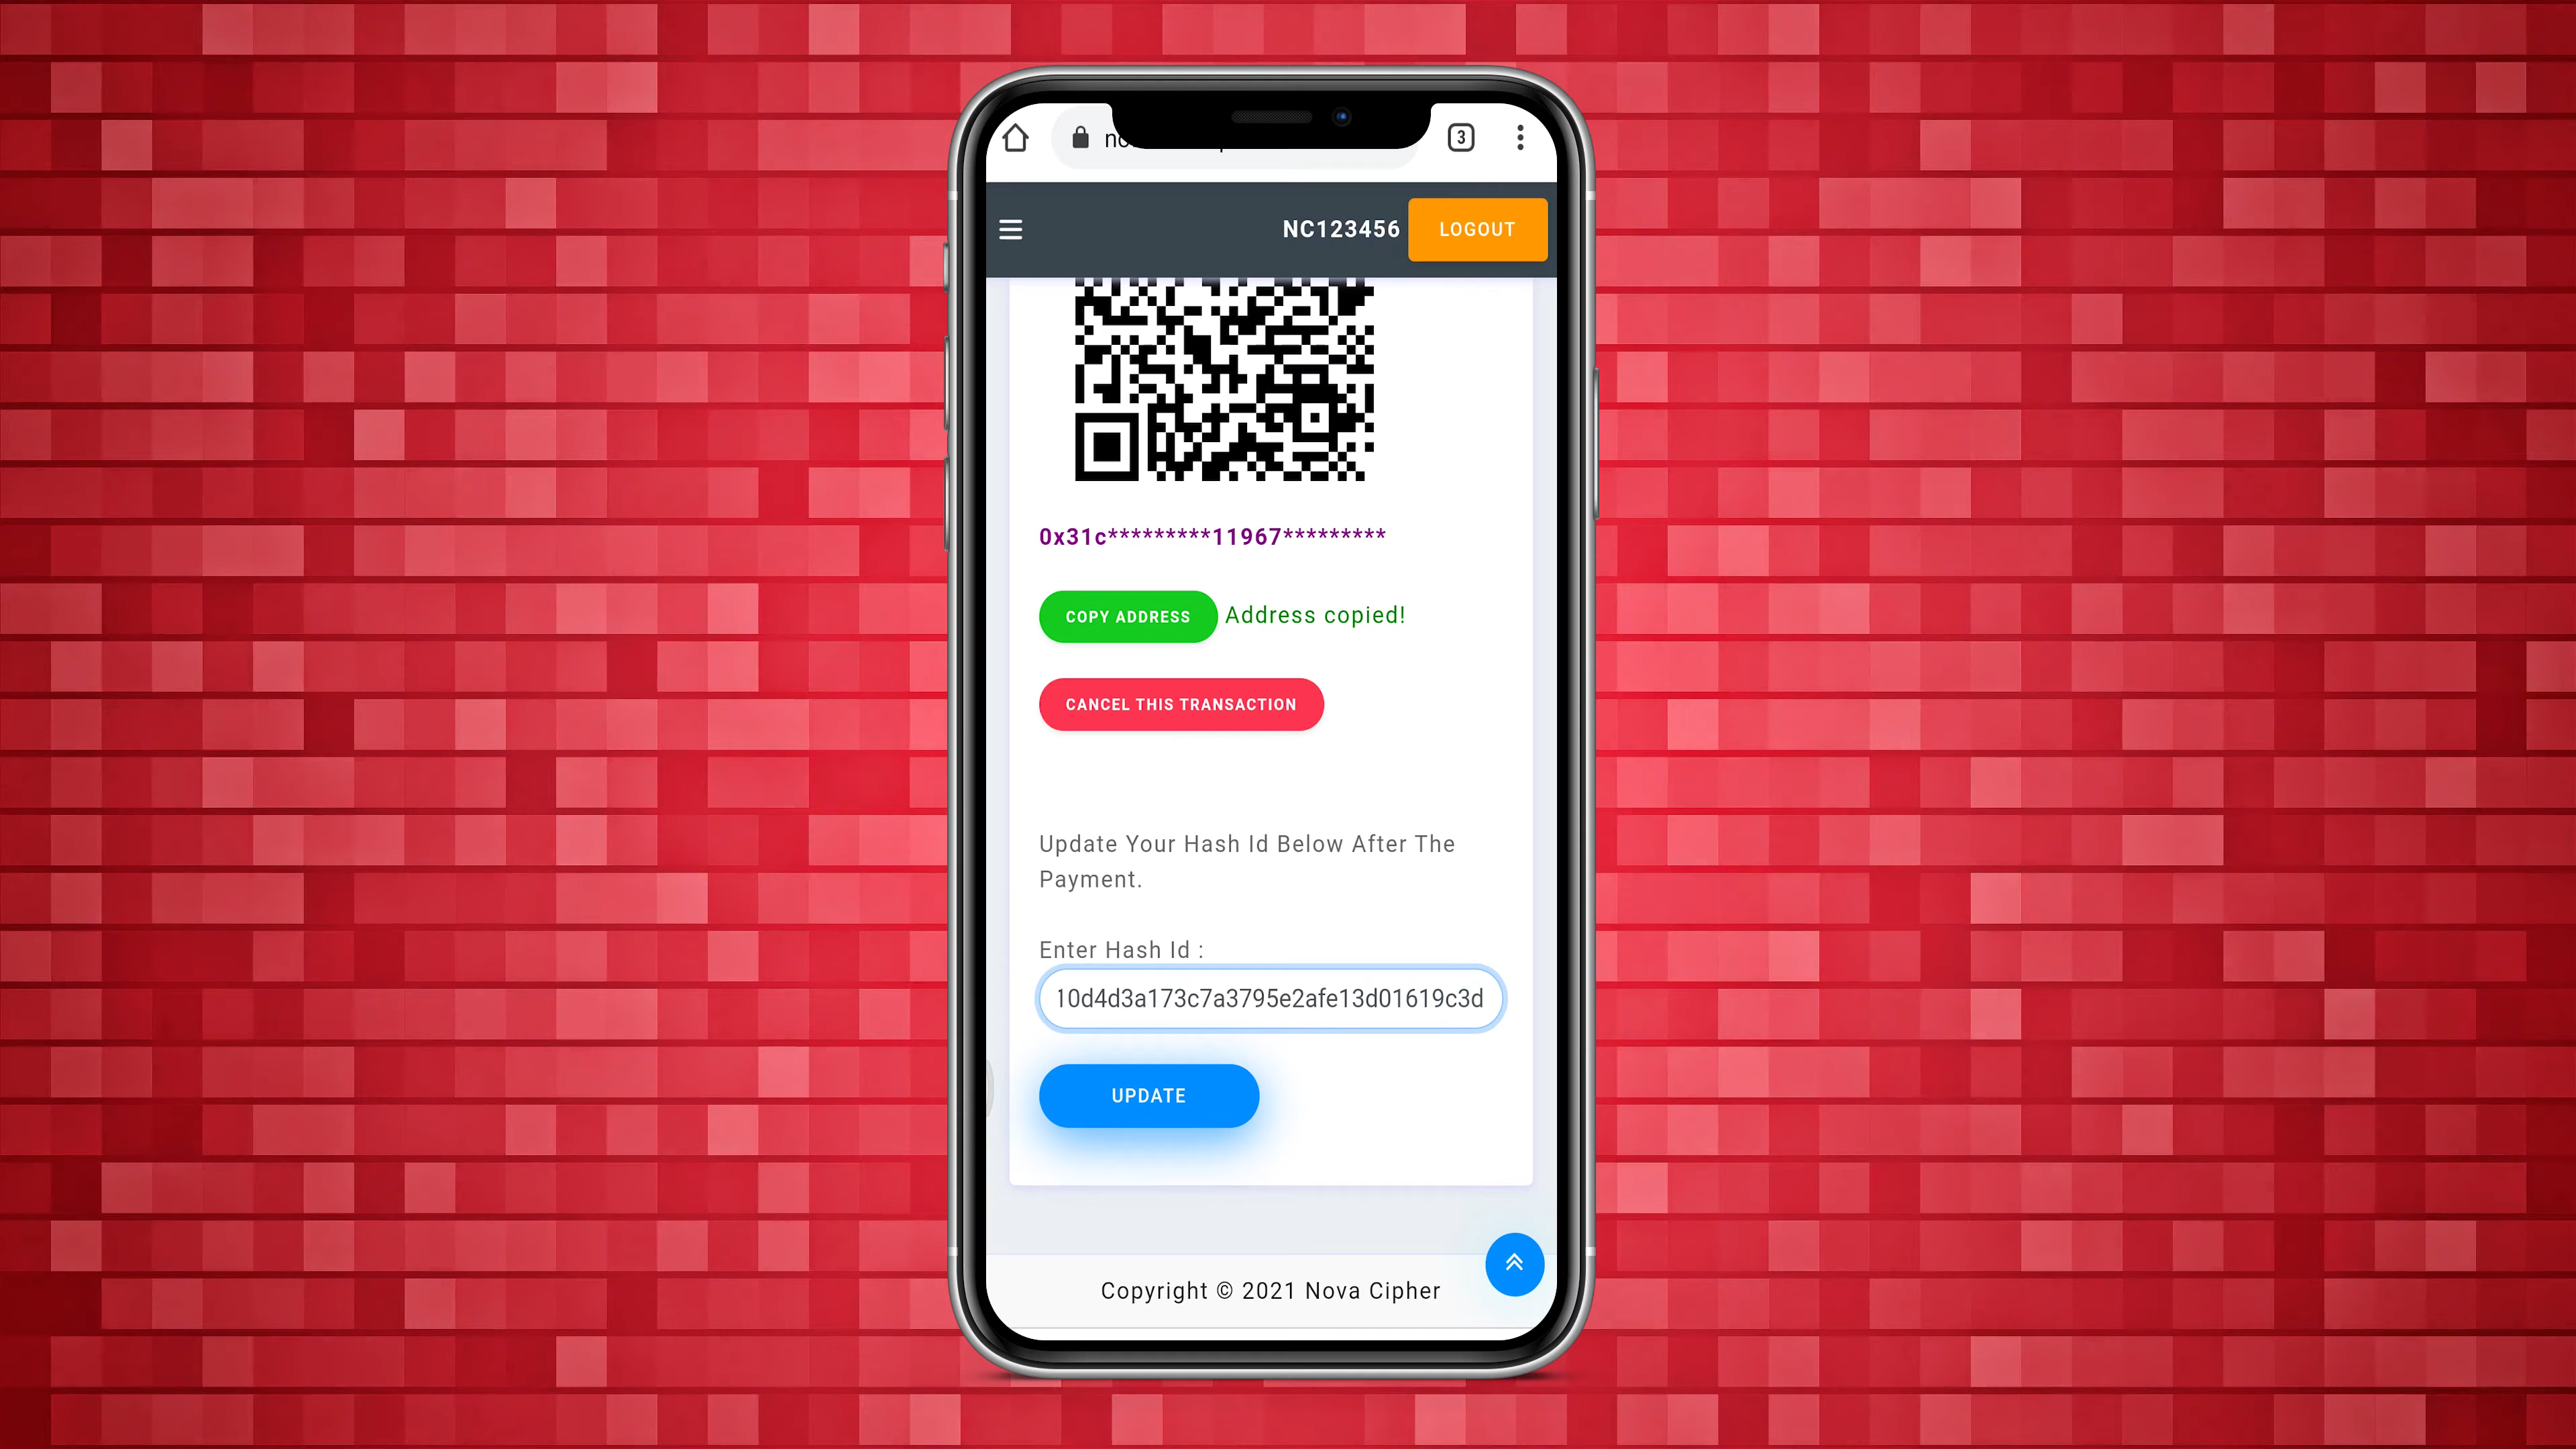 3
NC123456 LOGOUT
0x31c*********11967*********
COPY ADDRESS Address copied!
CANCEL THIS TRANSACTION
Update Your Hash Id Below After The
Payment.
Enter Hash Id :
10d4d3a173c7a3795e2afe13d01619c3d
UPDATE
Copyright © 2021 Nova Cipher